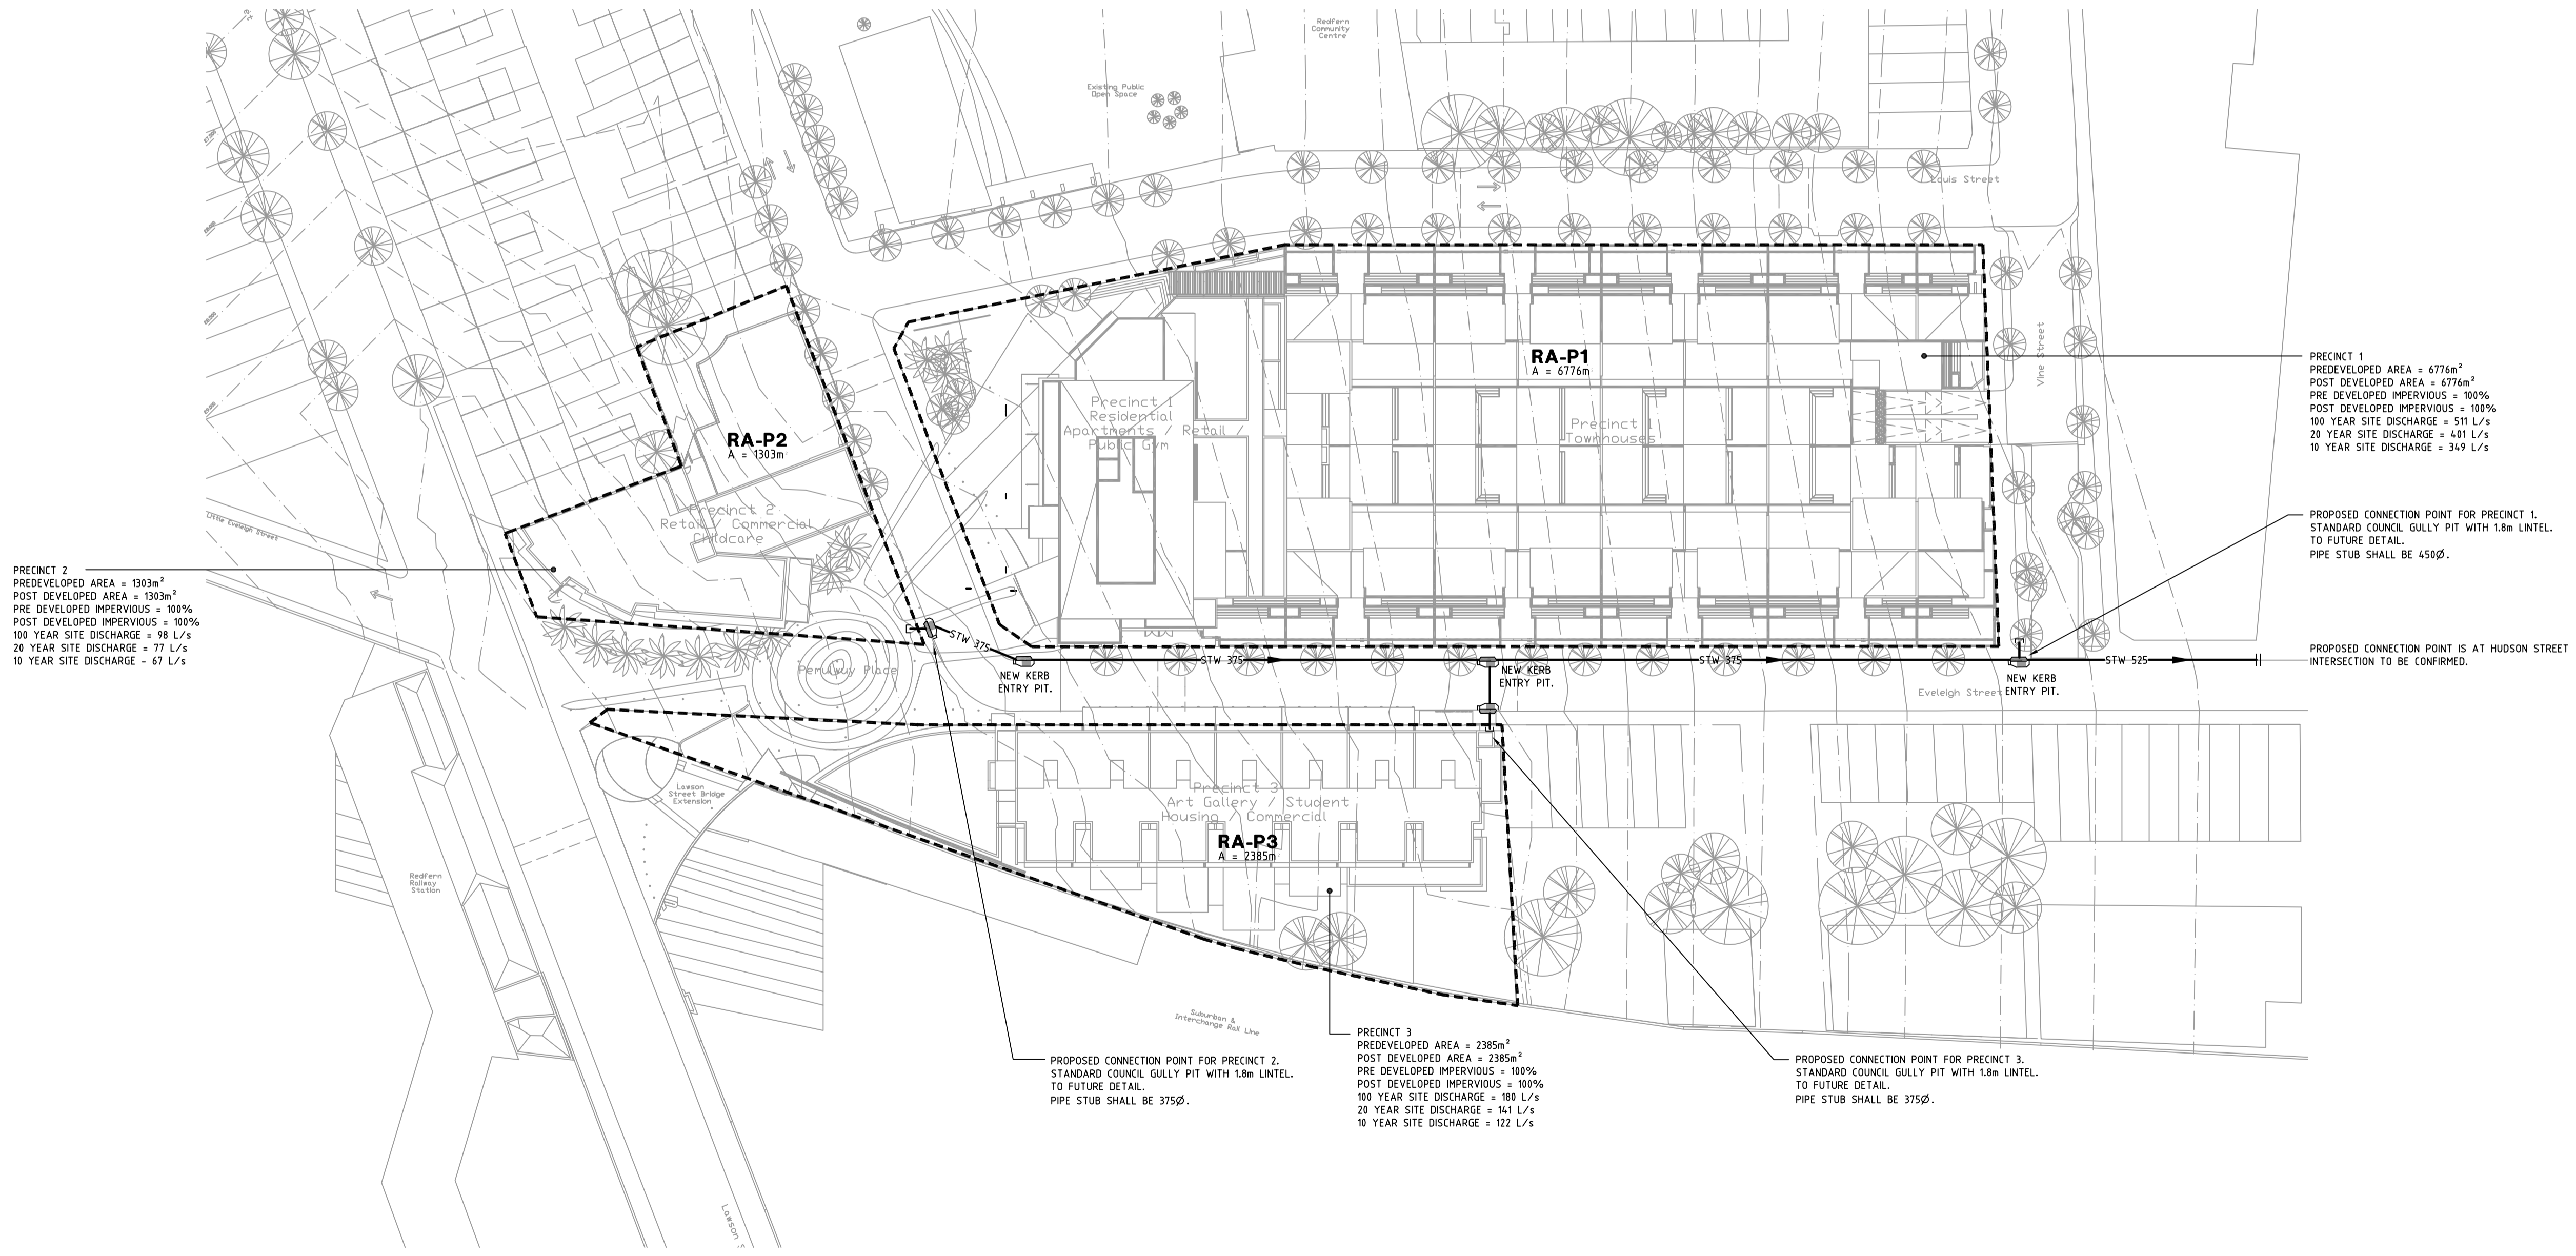 Redfern
Community
Centre
Existing Public
Open Space
Louis Street
Vine Street
RA-P1
A = 6776m
Precinct 1
Residential
Apartments / Retail /
Public Gym
Precinct 1
Townhouses
PRECINCT 1
PREDEVELOPED AREA = 6776m²
POST DEVELOPED AREA = 6776m²
PRE DEVELOPED IMPERVIOUS = 100%
POST DEVELOPED IMPERVIOUS = 100%
100 YEAR SITE DISCHARGE = 511 L/s
20 YEAR SITE DISCHARGE = 401 L/s
10 YEAR SITE DISCHARGE = 349 L/s
RA-P2
A = 1303m
Precinct 2
Retail / Commercial /
Childcare
Little Eveleigh Street
PROPOSED CONNECTION POINT FOR PRECINCT 1.
STANDARD COUNCIL GULLY PIT WITH 1.8m LINTEL.
TO FUTURE DETAIL.
PIPE STUB SHALL BE 450Ø.
PRECINCT 2
PREDEVELOPED AREA = 1303m²
POST DEVELOPED AREA = 1303m²
PRE DEVELOPED IMPERVIOUS = 100%
POST DEVELOPED IMPERVIOUS = 100%
100 YEAR SITE DISCHARGE = 98 L/s
20 YEAR SITE DISCHARGE = 77 L/s
10 YEAR SITE DISCHARGE - 67 L/s
STW 375
STW 375
STW 375
STW 525
PROPOSED CONNECTION POINT IS AT HUDSON STREET
INTERSECTION TO BE CONFIRMED.
Pemulwuy Place
NEW KERB
ENTRY PIT.
NEW KERB
ENTRY PIT.
NEW KERB
ENTRY PIT.
Eveleigh Street
Lawson
Street Bridge
Extension
Precinct 3
Art Gallery / Student
Housing / Commercial
RA-P3
A = 2385m
Redfern
Railway
Station
Suburban &
Interchange Rail Line
PROPOSED CONNECTION POINT FOR PRECINCT 2.
STANDARD COUNCIL GULLY PIT WITH 1.8m LINTEL.
TO FUTURE DETAIL.
PIPE STUB SHALL BE 375Ø.
PRECINCT 3
PREDEVELOPED AREA = 2385m²
POST DEVELOPED AREA = 2385m²
PRE DEVELOPED IMPERVIOUS = 100%
POST DEVELOPED IMPERVIOUS = 100%
100 YEAR SITE DISCHARGE = 180 L/s
20 YEAR SITE DISCHARGE = 141 L/s
10 YEAR SITE DISCHARGE = 122 L/s
PROPOSED CONNECTION POINT FOR PRECINCT 3.
STANDARD COUNCIL GULLY PIT WITH 1.8m LINTEL.
TO FUTURE DETAIL.
PIPE STUB SHALL BE 375Ø.
Lawson